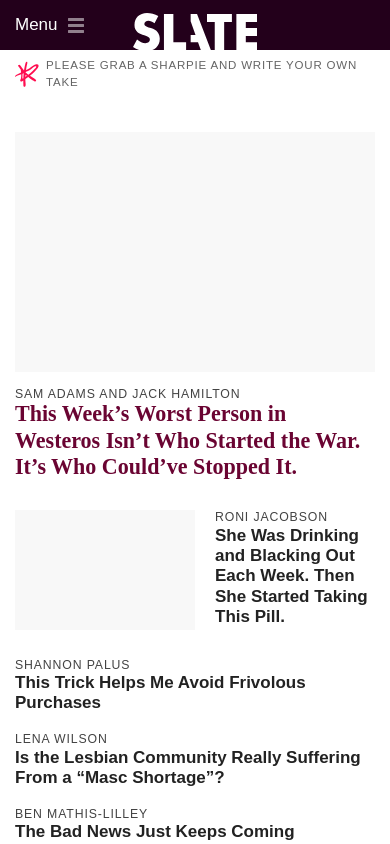 Menu
SLATE
PLEASE GRAB A SHARPIE AND WRITE YOUR OWN
TAKE
SAM ADAMS AND JACK HAMILTON
This Week’s Worst Person in
Westeros Isn’t Who Started the War.
It’s Who Could’ve Stopped It.
RONI JACOBSON
She Was Drinking
and Blacking Out
Each Week. Then
She Started Taking
This Pill.
SHANNON PALUS
This Trick Helps Me Avoid Frivolous
Purchases
LENA WILSON
Is the Lesbian Community Really Suffering
From a “Masc Shortage”?
BEN MATHIS-LILLEY
The Bad News Just Keeps Coming